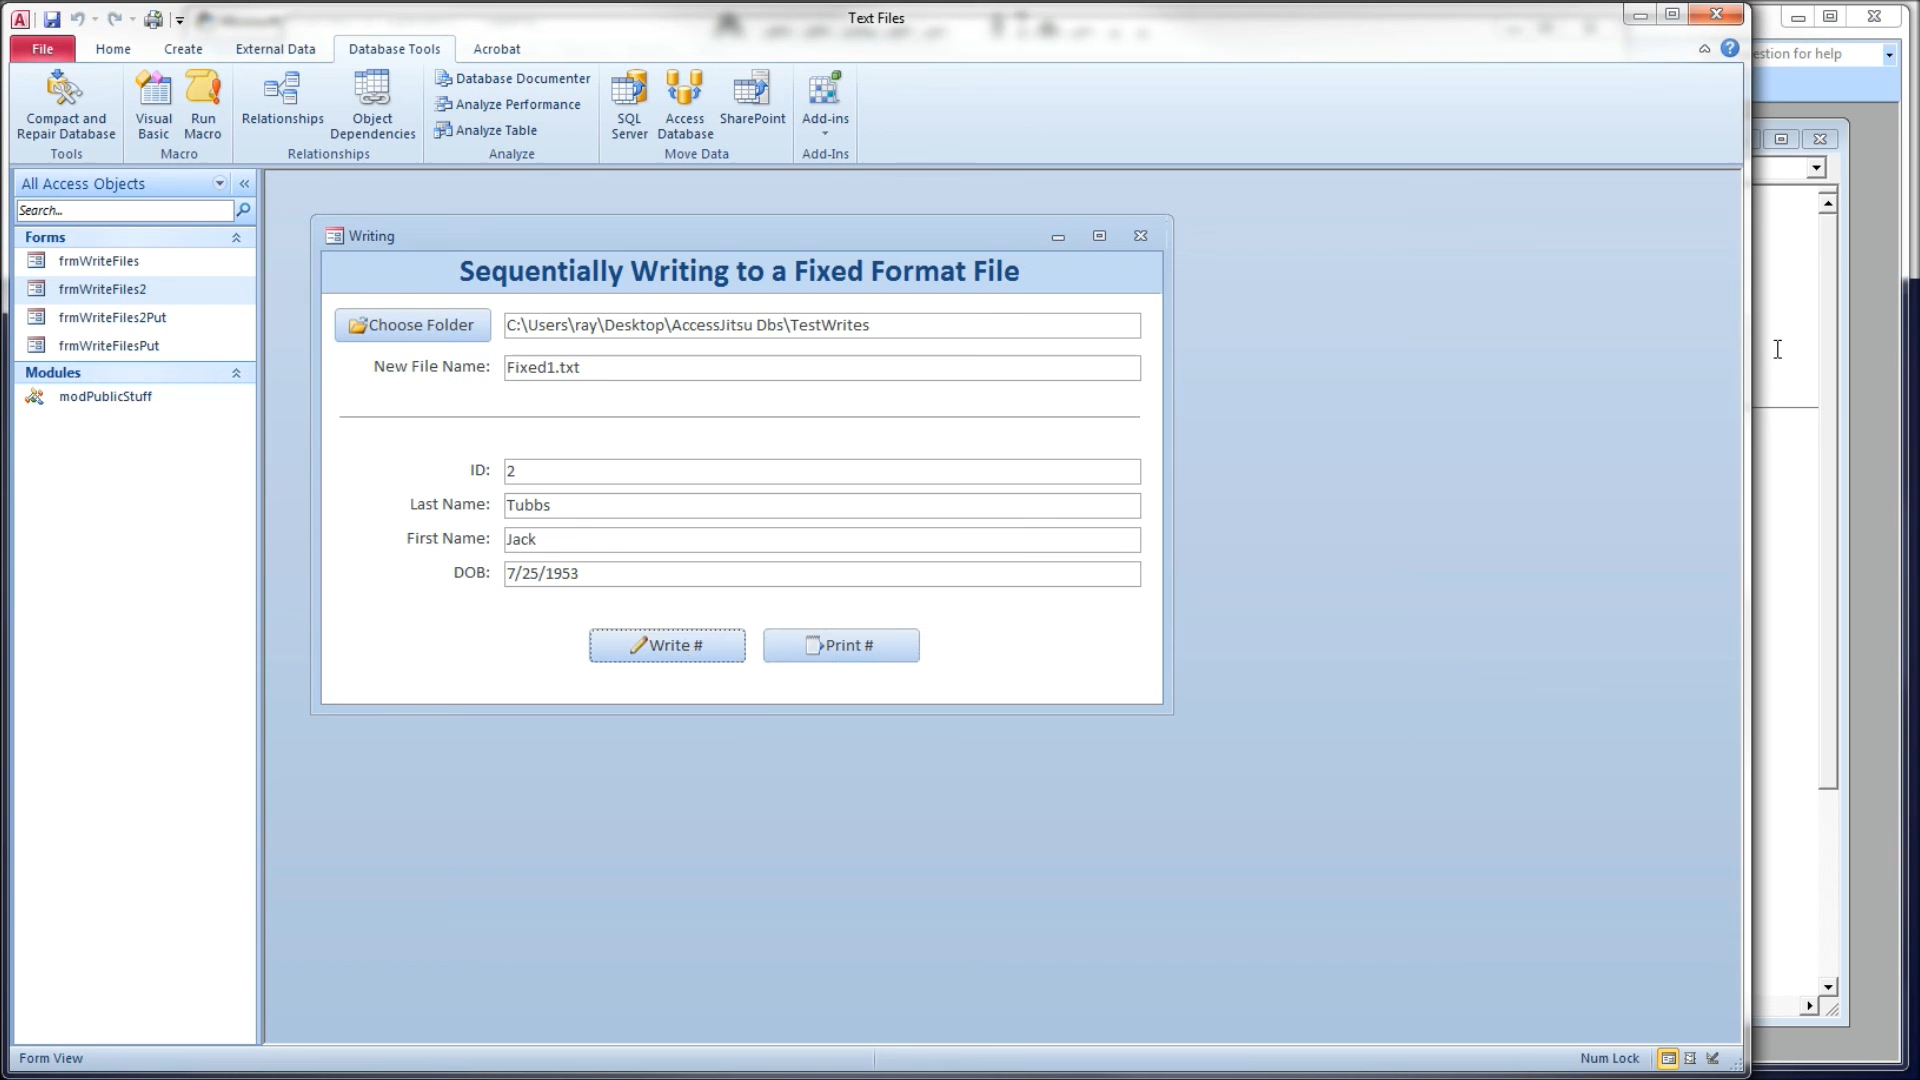 Text Files
File Home Create External Data Database Tools Acrobat
estion for help
Compact and Repair Database
Visual Basic
Run Macro
Relationships
Object Dependencies
Database Documenter
Analyze Performance
Analyze Table
SQL Server
Access Database
SharePoint
Add-ins
Tools Macro Relationships Analyze Move Data Add-Ins
All Access Objects
Search...
Forms
frmWriteFiles
frmWriteFiles2
frmWriteFiles2Put
frmWriteFilesPut
Modules
modPublicStuff
Writing
Sequentially Writing to a Fixed Format File
Choose Folder C:\Users\ray\Desktop\AccessJitsu Dbs\TestWrites
New File Name: Fixed1.txt
ID: 2
Last Name: Tubbs
First Name: Jack
DOB: 7/25/1953
Write # Print #
Form View Num Lock